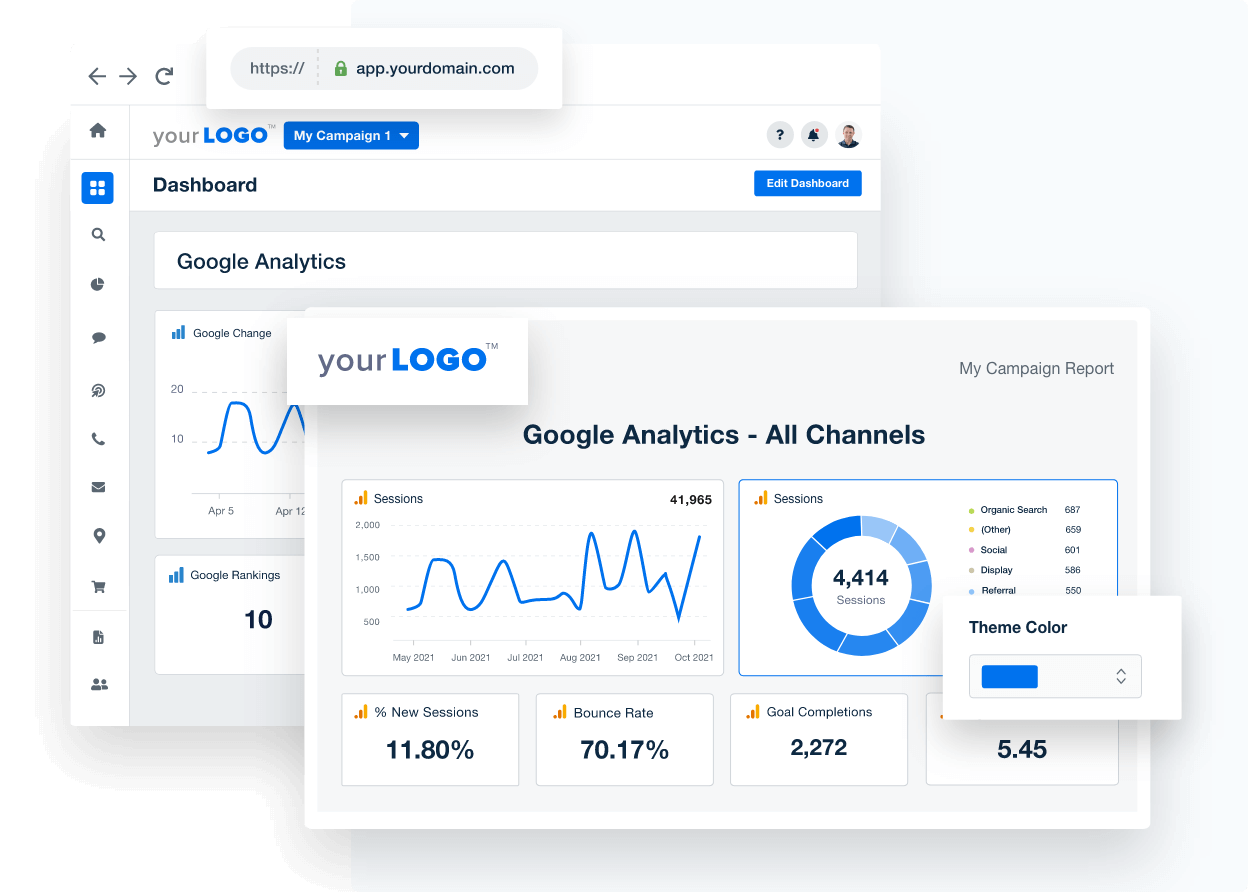 https://
app.yourdomain.com
your LOGO™
My Campaign 1
?
Dashboard
Edit Dashboard
Google Analytics
Google Change
20
10
Apr 5
Apr 12
Google Rankings
10
your LOGO™
My Campaign Report
Google Analytics - All Channels
Sessions
41,965
2,000
1,500
1,000
500
May 2021
Jun 2021
Jul 2021
Aug 2021
Sep 2021
Oct 2021
Sessions
4,414
Sessions
Organic Search 687
(Other) 659
Social 601
Display 586
Referral 550
Theme Color
% New Sessions
11.80%
Bounce Rate
70.17%
Goal Completions
2,272
5.45